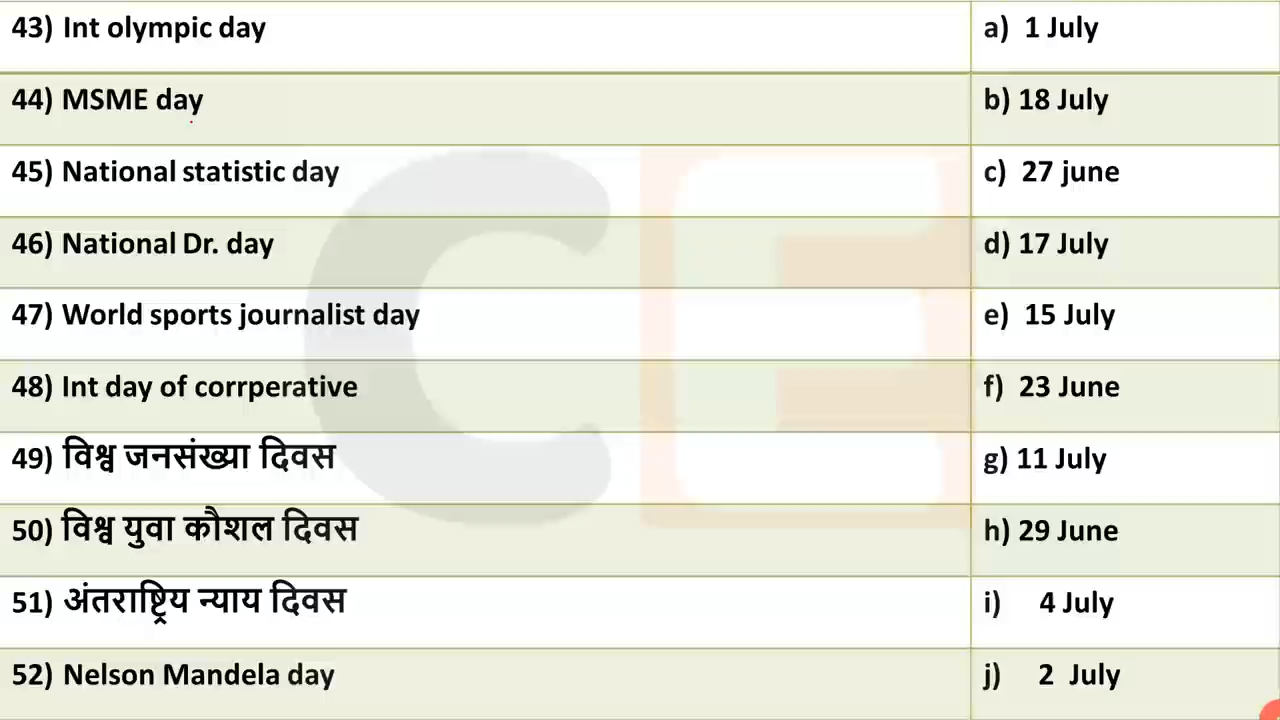 43) Int olympic day a) 1 July
44) MSME day b) 18 July
45) National statistic day c) 27 june
46) National Dr. day d) 17 July
47) World sports journalist day e) 15 July
48) Int day of corrperative f) 23 June
49) विश्व जनसंख्या दिवस g) 11 July
50) विश्व युवा कौशल दिवस h) 29 June
51) अंतराष्ट्रिय न्याय दिवस i) 4 July
52) Nelson Mandela day j) 2 July
CE